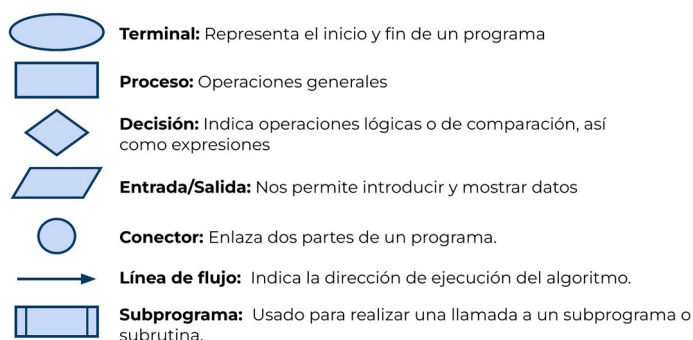 Terminal: Representa el inicio y fin de un programa
Proceso: Operaciones generales
Decisión: Indica operaciones lógicas o de comparación, así
como expresiones
Entrada/Salida: Nos permite introducir y mostrar datos
Conector: Enlaza dos partes de un programa.
Línea de flujo: Indica la dirección de ejecución del algoritmo.
Subprograma: Usado para realizar una llamada a un subprograma o
subrutina.